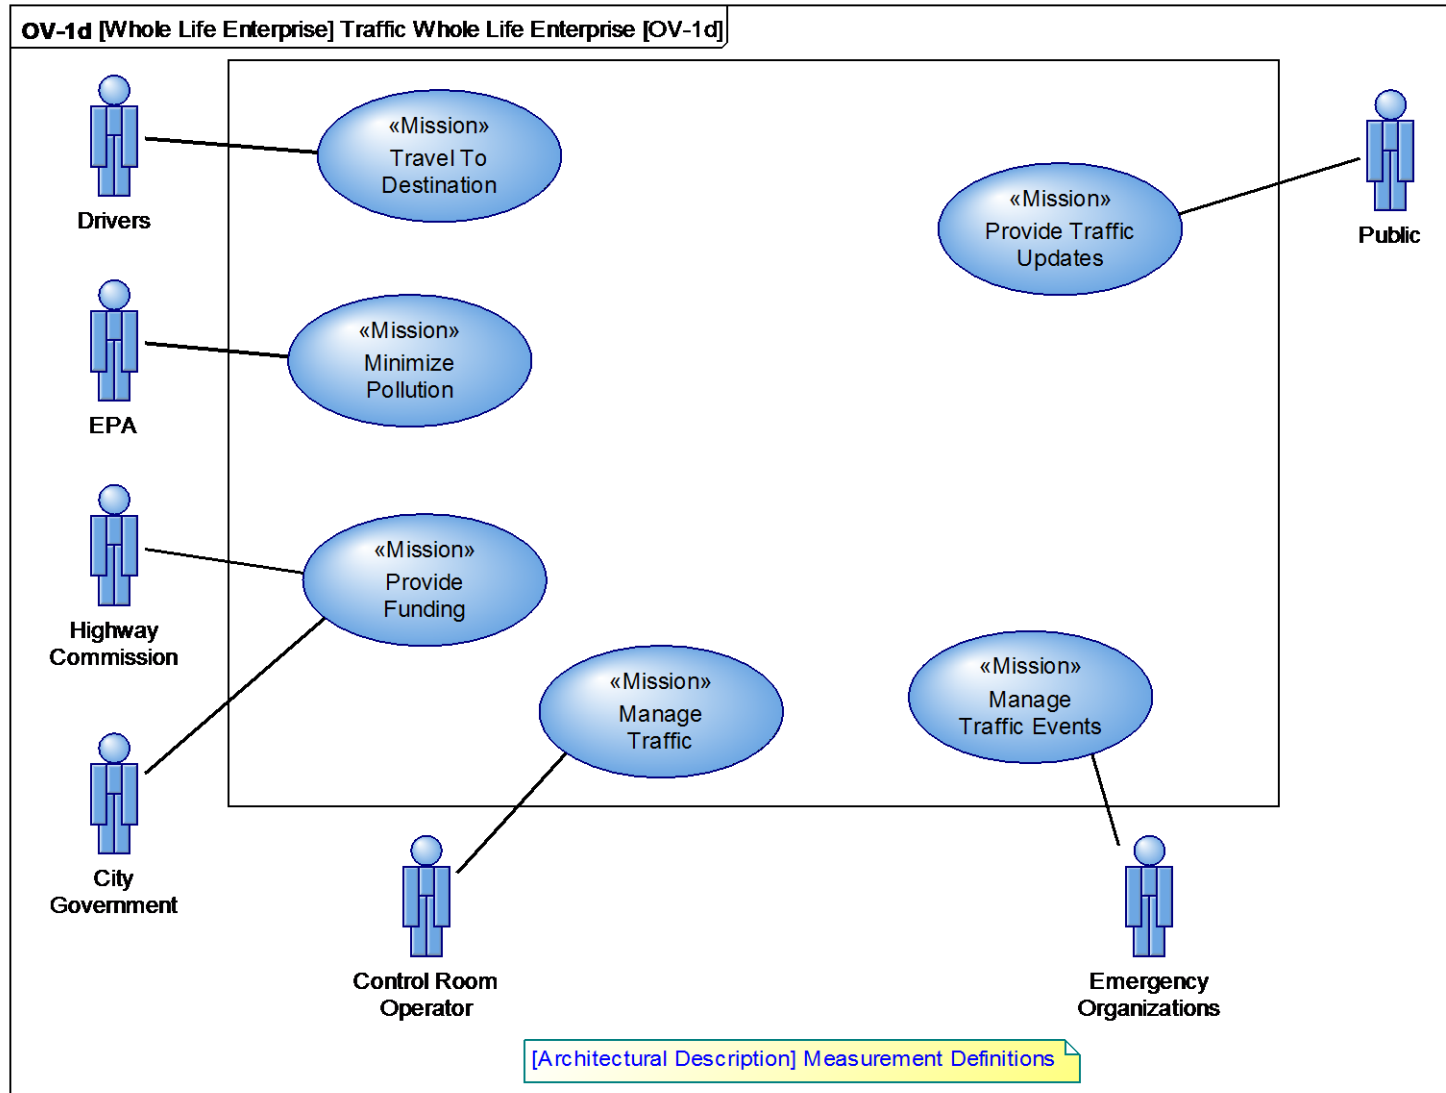 OV-1d [Whole Life Enterprise] Traffic Whole Life Enterprise [OV-1d]
Drivers
«Mission»
Travel To
Destination
«Mission»
Provide Traffic
Updates
Public
EPA
«Mission»
Minimize
Pollution
Highway
Commission
«Mission»
Provide
Funding
City
Government
«Mission»
Manage
Traffic
«Mission»
Manage
Traffic Events
Control Room
Operator
Emergency
Organizations
[Architectural Description] Measurement Definitions